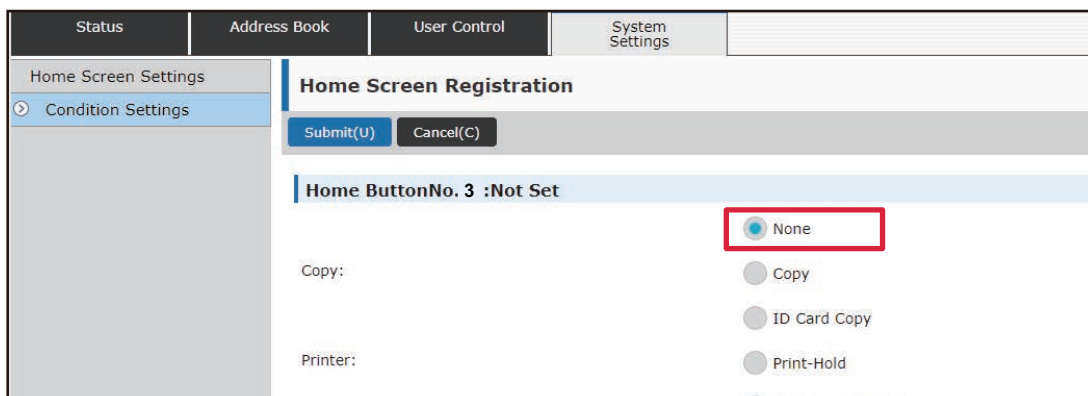 Status
Address Book
User Control
System
Settings
Home Screen Settings
Condition Settings
Home Screen Registration
Submit(U)
Cancel(C)
Home ButtonNo. 3 :Not Set
None
Copy:
Copy
ID Card Copy
Printer:
Print-Hold